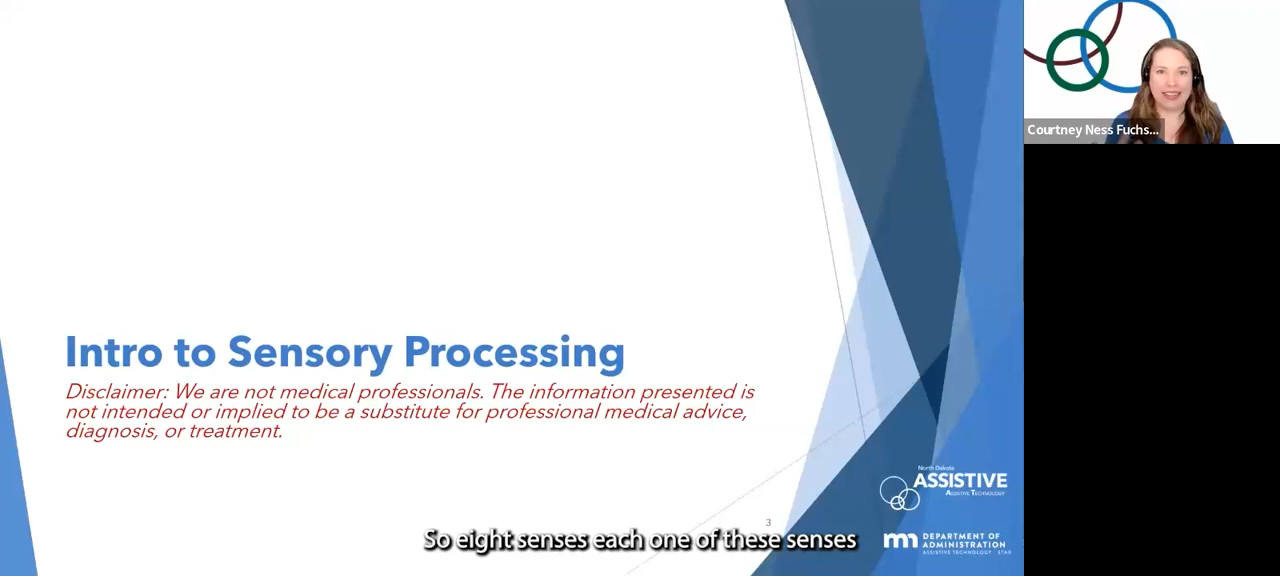 Courtney Ness Fuchs...
Intro to Sensory Processing
Disclaimer: We are not medical professionals. The information presented is
not intended or implied to be a substitute for professional medical advice,
diagnosis, or treatment.
North Dakota
ASSISTIVE
ASSISTIVE TECHNOLOGY
3
So eight senses each one of these senses
mn DEPARTMENT OF
ADMINISTRATION
ASSISTIVE TECHNOLOGY STAR